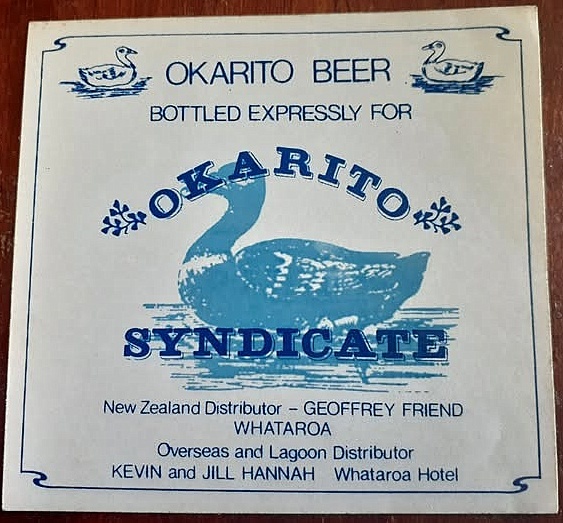 OKARITO BEER
BOTTLED EXPRESSLY FOR
OKARITO
SYNDICATE
New Zealand Distributor – GEOFFREY FRIEND
WHATAROA
Overseas and Lagoon Distributor
KEVIN and JILL HANNAH Whataroa Hotel